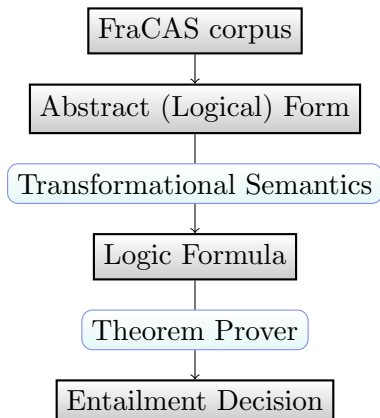 FraCAS corpus
Abstract (Logical) Form
Transformational Semantics
Logic Formula
Theorem Prover
Entailment Decision